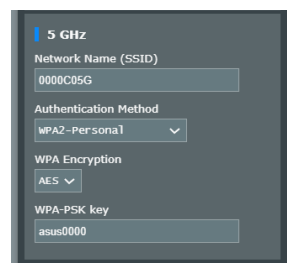 5 GHz
Network Name (SSID)
0000C05G
Authentication Method
WPA2-Personal
WPA Encryption
AES
WPA-PSK key
asus0000